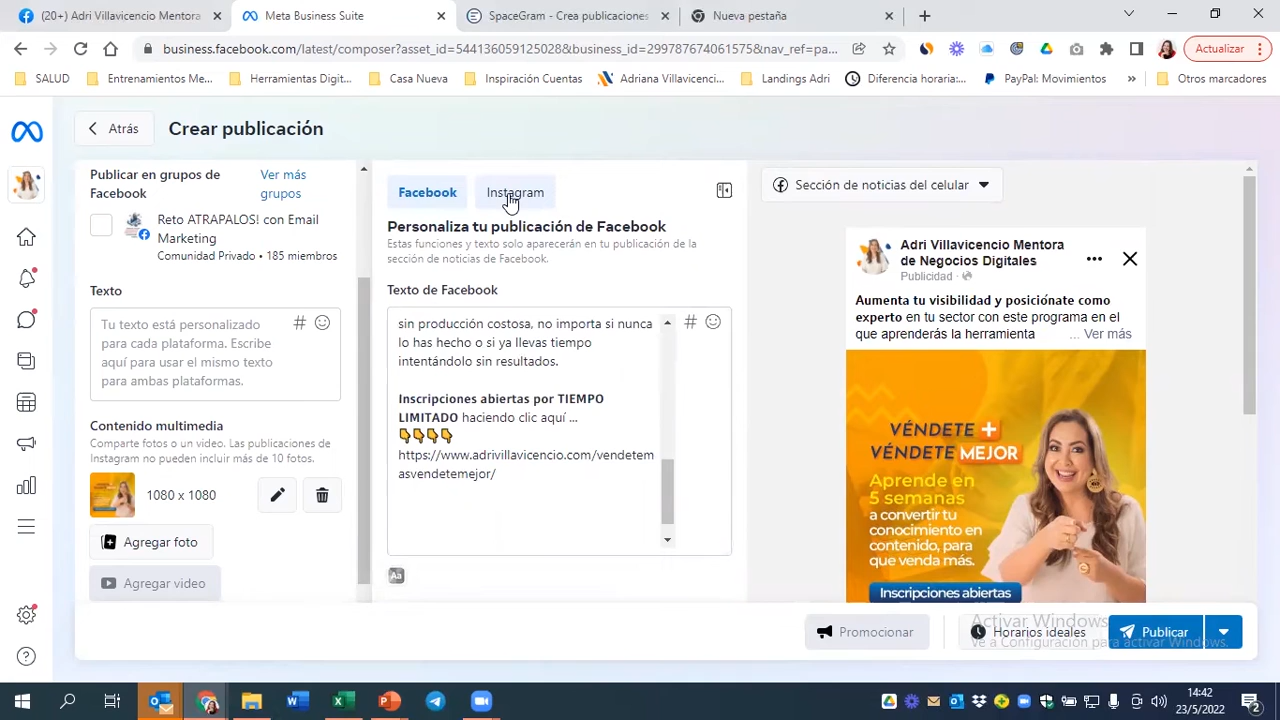 (20+) Adri Villavicencio Mentora
Meta Business Suite
SpaceGram - Crea publicaciones
Nueva pestaña
business.facebook.com/latest/composer?asset_id=544136059125028&business_id=299787674061575&nav_ref=pa...
Actualizar
SALUD
Entrenamientos Me...
Herramientas Digit...
Casa Nueva
Inspiración Cuentas
Adriana Villavicenci...
Landings Adri
Diferencia horaria:...
PayPal: Movimientos
»
Otros marcadores
Atrás
Crear publicación
Publicar en grupos de
Facebook
Ver más
grupos
Reto ATRAPALOS! con Email
Marketing
Comunidad Privado • 185 miembros
Texto
Tu texto está personalizado
para cada plataforma. Escribe
aquí para usar el mismo texto
para ambas plataformas.
Contenido multimedia
Comparte fotos o un video. Las publicaciones de
Instagram no pueden incluir más de 10 fotos.
1080 x 1080
Agregar foto
Agregar video
Facebook
Instagram
Personaliza tu publicación de Facebook
Estas funciones y texto solo aparecerán en tu publicación de la
sección de noticias de Facebook.
Texto de Facebook
sin producción costosa, no importa si nunca
lo has hecho o si ya llevas tiempo
intentándolo sin resultados.
Inscripciones abiertas por TIEMPO
LIMITADO haciendo clic aquí ...
👇👇👇👇
https://www.adrivillavicencio.com/vendetem
asvendetemejor/
Aa
Sección de noticias del celular
Adri Villavicencio Mentora
de Negocios Digitales
Publicidad
Aumenta tu visibilidad y posiciónate como
experto en tu sector con este programa en el
que aprenderás la herramienta
... Ver más
VÉNDETE +
VÉNDETE MEJOR
Aprende en
5 semanas
a convertir tu
conocimiento en
contenido, para
que venda más.
Inscripciones abiertas
Promocionar
Horarios ideales
Publicar
Activar Windows
Ve a Configuración para activar Windows.
14:42
23/5/2022
2